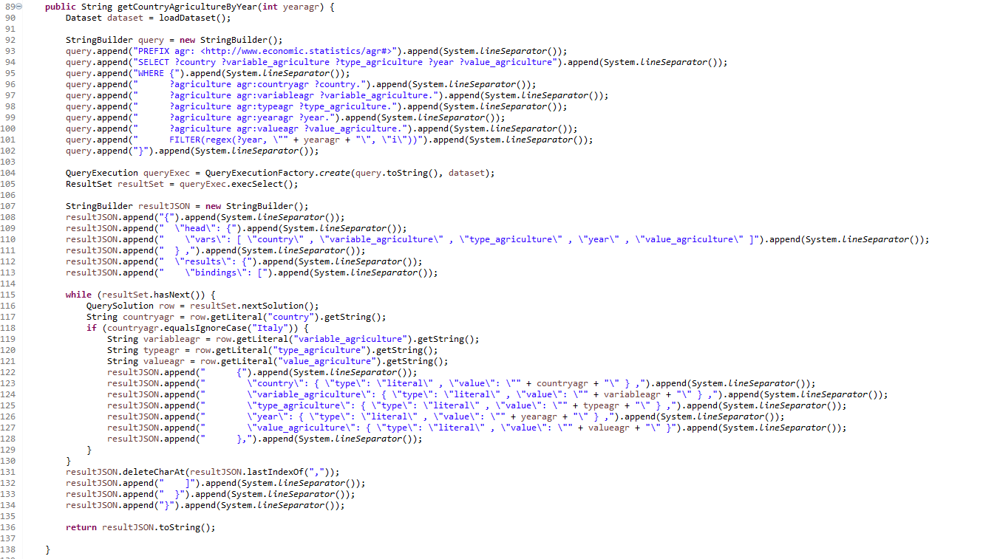 89 public String getCountryAgricultureByYear(int yearagr) {
90 Dataset dataset = loadDataset();
91
92 StringBuilder query = new StringBuilder();
93 query.append("PREFIX agr: <http://www.economic.statistics/agr#>").append(System.lineSeparator());
94 query.append("SELECT ?country ?variable_agriculture ?type_agriculture ?year ?value_agriculture").append(System.lineSeparator());
95 query.append("WHERE {").append(System.lineSeparator());
96 query.append("      ?agriculture agr:countryagr ?country.").append(System.lineSeparator());
97 query.append("      ?agriculture agr:variableagr ?variable_agriculture.").append(System.lineSeparator());
98 query.append("      ?agriculture agr:typeagr ?type_agriculture.").append(System.lineSeparator());
99 query.append("      ?agriculture agr:yearagr ?year.").append(System.lineSeparator());
100 query.append("      ?agriculture agr:valueagr ?value_agriculture.").append(System.lineSeparator());
101 query.append("      FILTER(regex(?year, \"" + yearagr + "\", \"i\"))").append(System.lineSeparator());
102 query.append("}").append(System.lineSeparator());
103
104 QueryExecution queryExec = QueryExecutionFactory.create(query.toString(), dataset);
105 ResultSet resultSet = queryExec.execSelect();
106
107 StringBuilder resultJSON = new StringBuilder();
108 resultJSON.append("{").append(System.lineSeparator());
109 resultJSON.append("  \"head\": {").append(System.lineSeparator());
110 resultJSON.append("    \"vars\": [ \"country\" , \"variable_agriculture\" , \"type_agriculture\" , \"year\" , \"value_agriculture\" ]").append(System.lineSeparator());
111 resultJSON.append("  } ,").append(System.lineSeparator());
112 resultJSON.append("  \"results\": {").append(System.lineSeparator());
113 resultJSON.append("    \"bindings\": [").append(System.lineSeparator());
114
115 while (resultSet.hasNext()) {
116 QuerySolution row = resultSet.nextSolution();
117 String countryagr = row.getLiteral("country").getString();
118 if (countryagr.equalsIgnoreCase("Italy")) {
119 String variableagr = row.getLiteral("variable_agriculture").getString();
120 String typeagr = row.getLiteral("type_agriculture").getString();
121 String valueagr = row.getLiteral("value_agriculture").getString();
122 resultJSON.append("      {").append(System.lineSeparator());
123 resultJSON.append("        \"country\": { \"type\": \"literal\" , \"value\": \"" + countryagr + "\" } ,").append(System.lineSeparator());
124 resultJSON.append("        \"variable_agriculture\": { \"type\": \"literal\" , \"value\": \"" + variableagr + "\" } ,").append(System.lineSeparator());
125 resultJSON.append("        \"type_agriculture\": { \"type\": \"literal\" , \"value\": \"" + typeagr + "\" } ,").append(System.lineSeparator());
126 resultJSON.append("        \"year\": { \"type\": \"literal\" , \"value\": \"" + yearagr + "\" } ,").append(System.lineSeparator());
127 resultJSON.append("        \"value_agriculture\": { \"type\": \"literal\" , \"value\": \"" + valueagr + "\" }").append(System.lineSeparator());
128 resultJSON.append("      },").append(System.lineSeparator());
129 }
130 }
131 resultJSON.deleteCharAt(resultJSON.lastIndexOf(","));
132 resultJSON.append("    ]").append(System.lineSeparator());
133 resultJSON.append("  }").append(System.lineSeparator());
134 resultJSON.append("}").append(System.lineSeparator());
135
136 return resultJSON.toString();
137
138 }